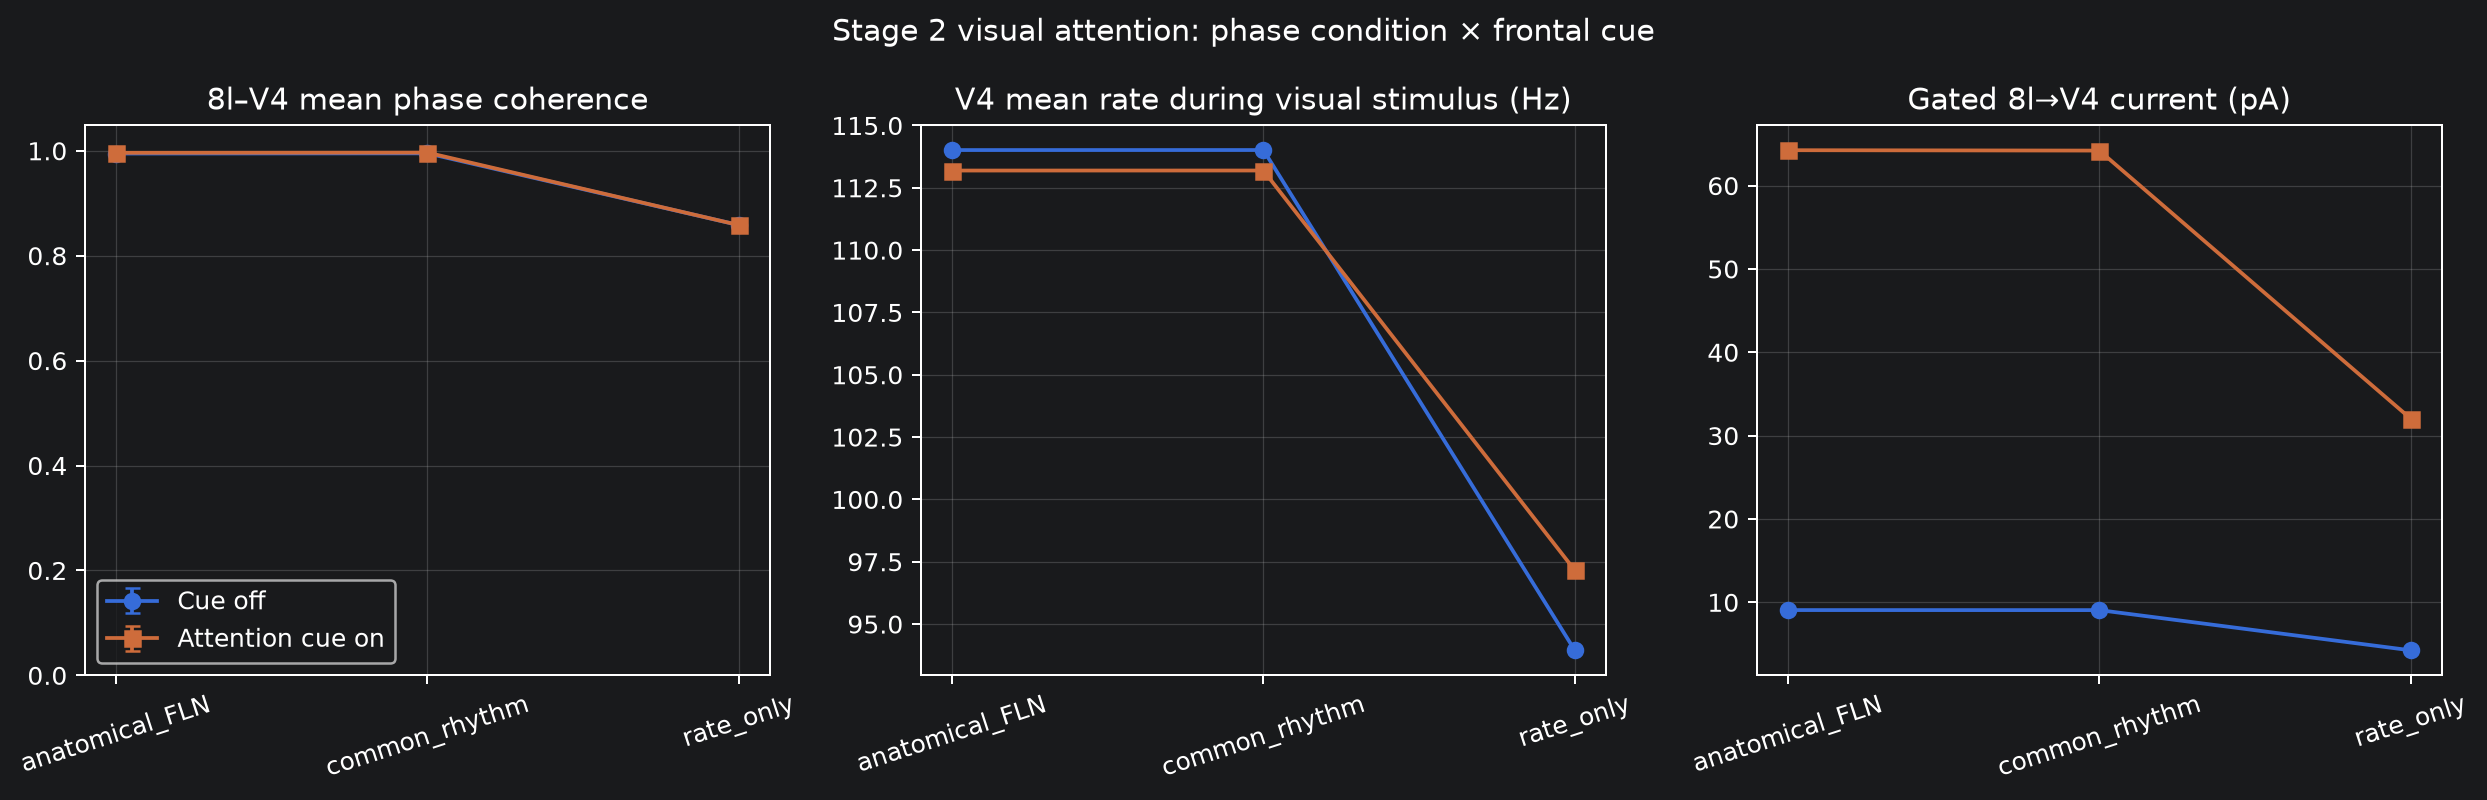 Stage 2 visual attention: phase condition × frontal cue
8l–V4 mean phase coherence
1.0
0.8
0.6
0.4
0.2
0.0
Cue off
Attention cue on
anatomical_FLN
common_rhythm
rate_only
V4 mean rate during visual stimulus (Hz)
115.0
112.5
110.0
107.5
105.0
102.5
100.0
97.5
95.0
anatomical_FLN
common_rhythm
rate_only
Gated 8l→V4 current (pA)
60
50
40
30
20
10
anatomical_FLN
common_rhythm
rate_only